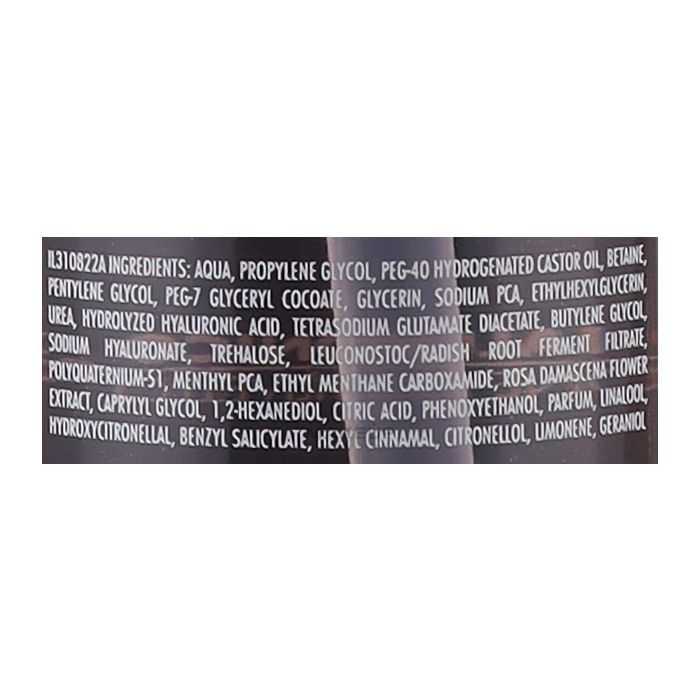 IL310822A INGREDIENTS: AQUA, PROPYLENE GLYCOL, PEG-40 HYDROGENATED CASTOR OIL, BETAINE,
PENTYLENE GLYCOL, PEG-7 GLYCERYL COCOATE, GLYCERIN, SODIUM PCA, ETHYLHEXYLGLYCERIN,
UREA, HYDROLYZED HYALURONIC ACID, TETRASODIUM GLUTAMATE DIACETATE, BUTYLENE GLYCOL,
SODIUM HYALURONATE, TREHALOSE, LEUCONOSTOC/RADISH ROOT FERMENT FILTRATE,
POLYQUATERNIUM-51, MENTHYL PCA, ETHYL MENTHANE CARBOXAMIDE, ROSA DAMASCENA FLOWER
EXTRACT, CAPRYLYL GLYCOL, 1,2-HEXANEDIOL, CITRIC ACID, PHENOXYETHANOL, PARFUM, LINALOOL,
HYDROXYCITRONELLAL, BENZYL SALICYLATE, HEXYL CINNAMAL, CITRONELLOL, LIMONENE, GERANIOL